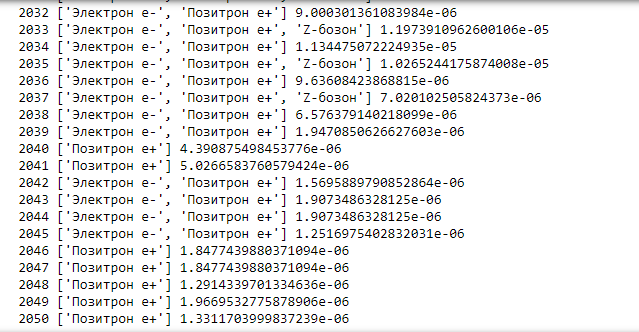 2032 ['Электрон е-', 'Позитрон е+'] 9.000301361083984e-06
2033 ['Электрон е-', 'Позитрон е+', 'Z-бозон'] 1.1973910962600106e-05
2034 ['Электрон е-', 'Позитрон е+'] 1.134475072224935e-05
2035 ['Электрон е-', 'Позитрон е+', 'Z-бозон'] 1.0265244175874008e-05
2036 ['Электрон е-', 'Позитрон е+'] 9.63608423868815e-06
2037 ['Электрон е-', 'Позитрон е+', 'Z-бозон'] 7.020102505824373e-06
2038 ['Электрон е-', 'Позитрон е+'] 6.576379140218099e-06
2039 ['Электрон е-', 'Позитрон е+'] 1.9470850626627603e-06
2040 ['Позитрон е+'] 4.390875498453776e-06
2041 ['Позитрон е+'] 5.0266583760579424e-06
2042 ['Электрон е-', 'Позитрон е+'] 1.5695889790852864e-06
2043 ['Электрон е-', 'Позитрон е+'] 1.9073486328125e-06
2044 ['Электрон е-', 'Позитрон е+'] 1.9073486328125e-06
2045 ['Электрон е-', 'Позитрон е+'] 1.2516975402832031e-06
2046 ['Позитрон е+'] 1.8477439880371094e-06
2047 ['Позитрон е+'] 1.8477439880371094e-06
2048 ['Позитрон е+'] 1.2914339701334636e-06
2049 ['Позитрон е+'] 1.9669532775878906e-06
2050 ['Позитрон е+'] 1.3311703999837239e-06